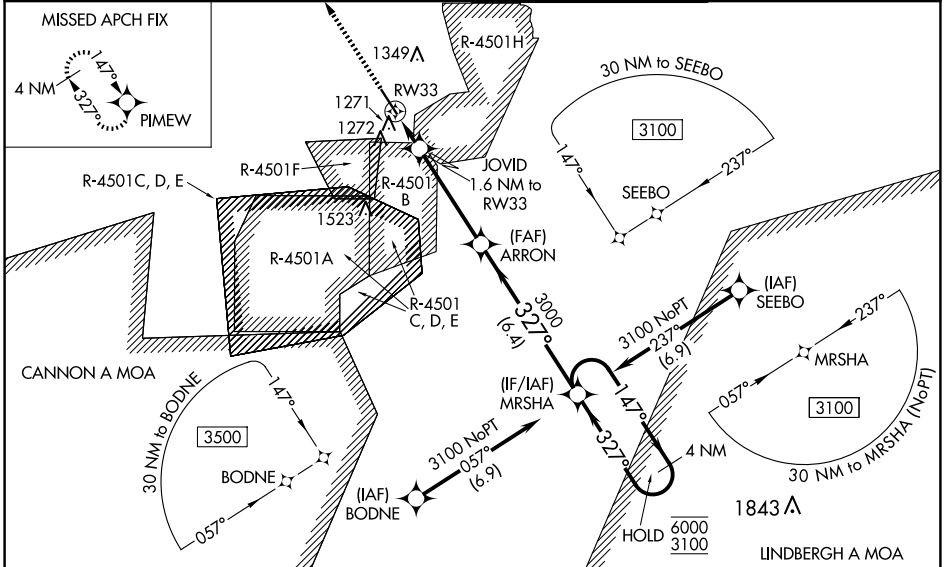 MISSED APCH FIX
4 NM
147°
327°
PIMEW
1349
R-4501H
RW33
1271
1272
R-4501F
R-4501C, D, E
R-4501
B
JOVID
1.6 NM to
RW33
1523
R-4501A
R-4501
C, D, E
(FAF)
ARRON
30 NM to SEEBO
3100
147°
237°
SEEBO
(IAF)
SEEBO
3000
327°
(6.4)
3100 NoPT
237°
(6.9)
CANNON A MOA
(IF/IAF)
MRSHA
147°
327°
4 NM
HOLD
6000
3100
237°
MRSHA
057°
3100
30 NM to MRSHA (NoPT)
30 NM to BODNE
147°
3500
BODNE
057°
3100 NoPT
057°
(6.9)
(IAF)
BODNE
1843
LINDBERGH A MOA